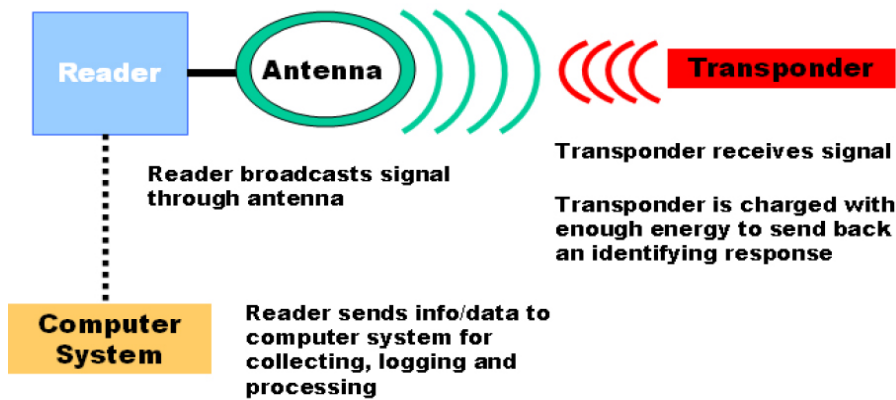 Reader
Antenna
Transponder
Reader broadcasts signal
through antenna
Transponder receives signal
Transponder is charged with
enough energy to send back
an identifying response
Computer
System
Reader sends info/data to
computer system for
collecting, logging and
processing